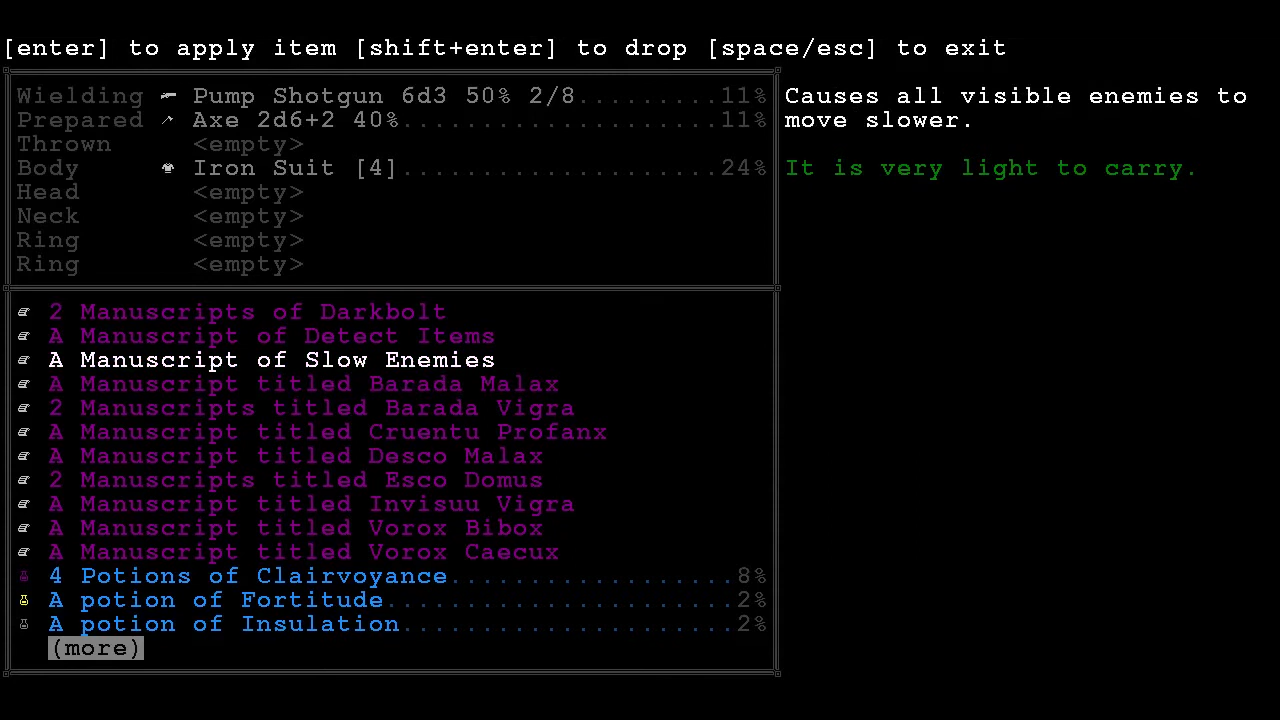 [enter] to apply item [shift+enter] to drop [space/esc] to exit
Wielding Pump Shotgun 6d3 50% 2/8.........11%
Prepared Axe 2d6+2 40%....................11%
Thrown <empty>
Body Iron Suit [4]....................24%
Head <empty>
Neck <empty>
Ring <empty>
Ring <empty>
Causes all visible enemies to
move slower.
It is very light to carry.
2 Manuscripts of Darkbolt
A Manuscript of Detect Items
A Manuscript of Slow Enemies
A Manuscript titled Barada Malax
2 Manuscripts titled Barada Vigra
A Manuscript titled Cruentu Profanx
A Manuscript titled Desco Malax
2 Manuscripts titled Esco Domus
A Manuscript titled Invisuu Vigra
A Manuscript titled Vorox Bibox
A Manuscript titled Vorox Caecux
4 Potions of Clairvoyance..................8%
A potion of Fortitude......................2%
A potion of Insulation.....................2%
(more)